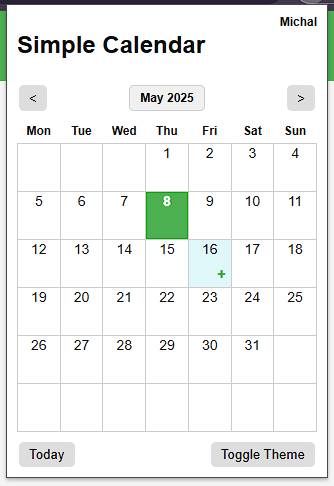 Michal
Simple Calendar
< May 2025 >
Mon Tue Wed Thu Fri Sat Sun
1 2 3 4
5 6 7 8 9 10 11
12 13 14 15 16 17 18
+
19 20 21 22 23 24 25
26 27 28 29 30 31
Today Toggle Theme